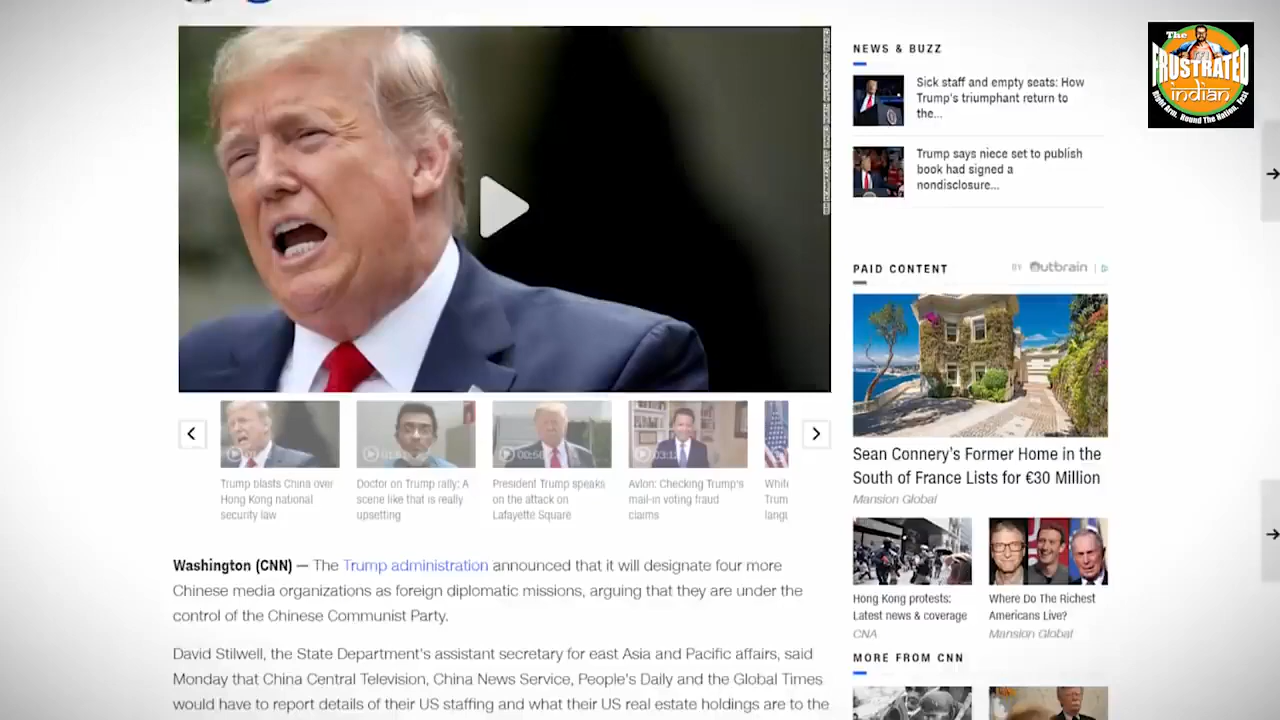 The
FRUSTRATED
indian
Right Arm, Round The Nation, Fast
NEWS & BUZZ
Sick staff and empty seats: How
Trump's triumphant return to
the...
Trump says niece set to publish
book had signed a
nondisclosure...
PAID CONTENT
BY Outbrain
Sean Connery's Former Home in the
South of France Lists for €30 Million
Mansion Global
Hong Kong protests:
Latest news & coverage
CNA
Where Do The Richest
Americans Live?
Mansion Global
MORE FROM CNN
Trump blasts China over
Hong Kong national
security law
Doctor on Trump rally: A
scene like that is really
upsetting
President Trump speaks
on the attack on
Lafayette Square
Avlon: Checking Trump's
mail-in voting fraud
claims
Washington (CNN) — The Trump administration announced that it will designate four more
Chinese media organizations as foreign diplomatic missions, arguing that they are under the
control of the Chinese Communist Party.
David Stilwell, the State Department's assistant secretary for east Asia and Pacific affairs, said
Monday that China Central Television, China News Service, People's Daily and the Global Times
would have to report details of their US staffing and what their US real estate holdings are to the